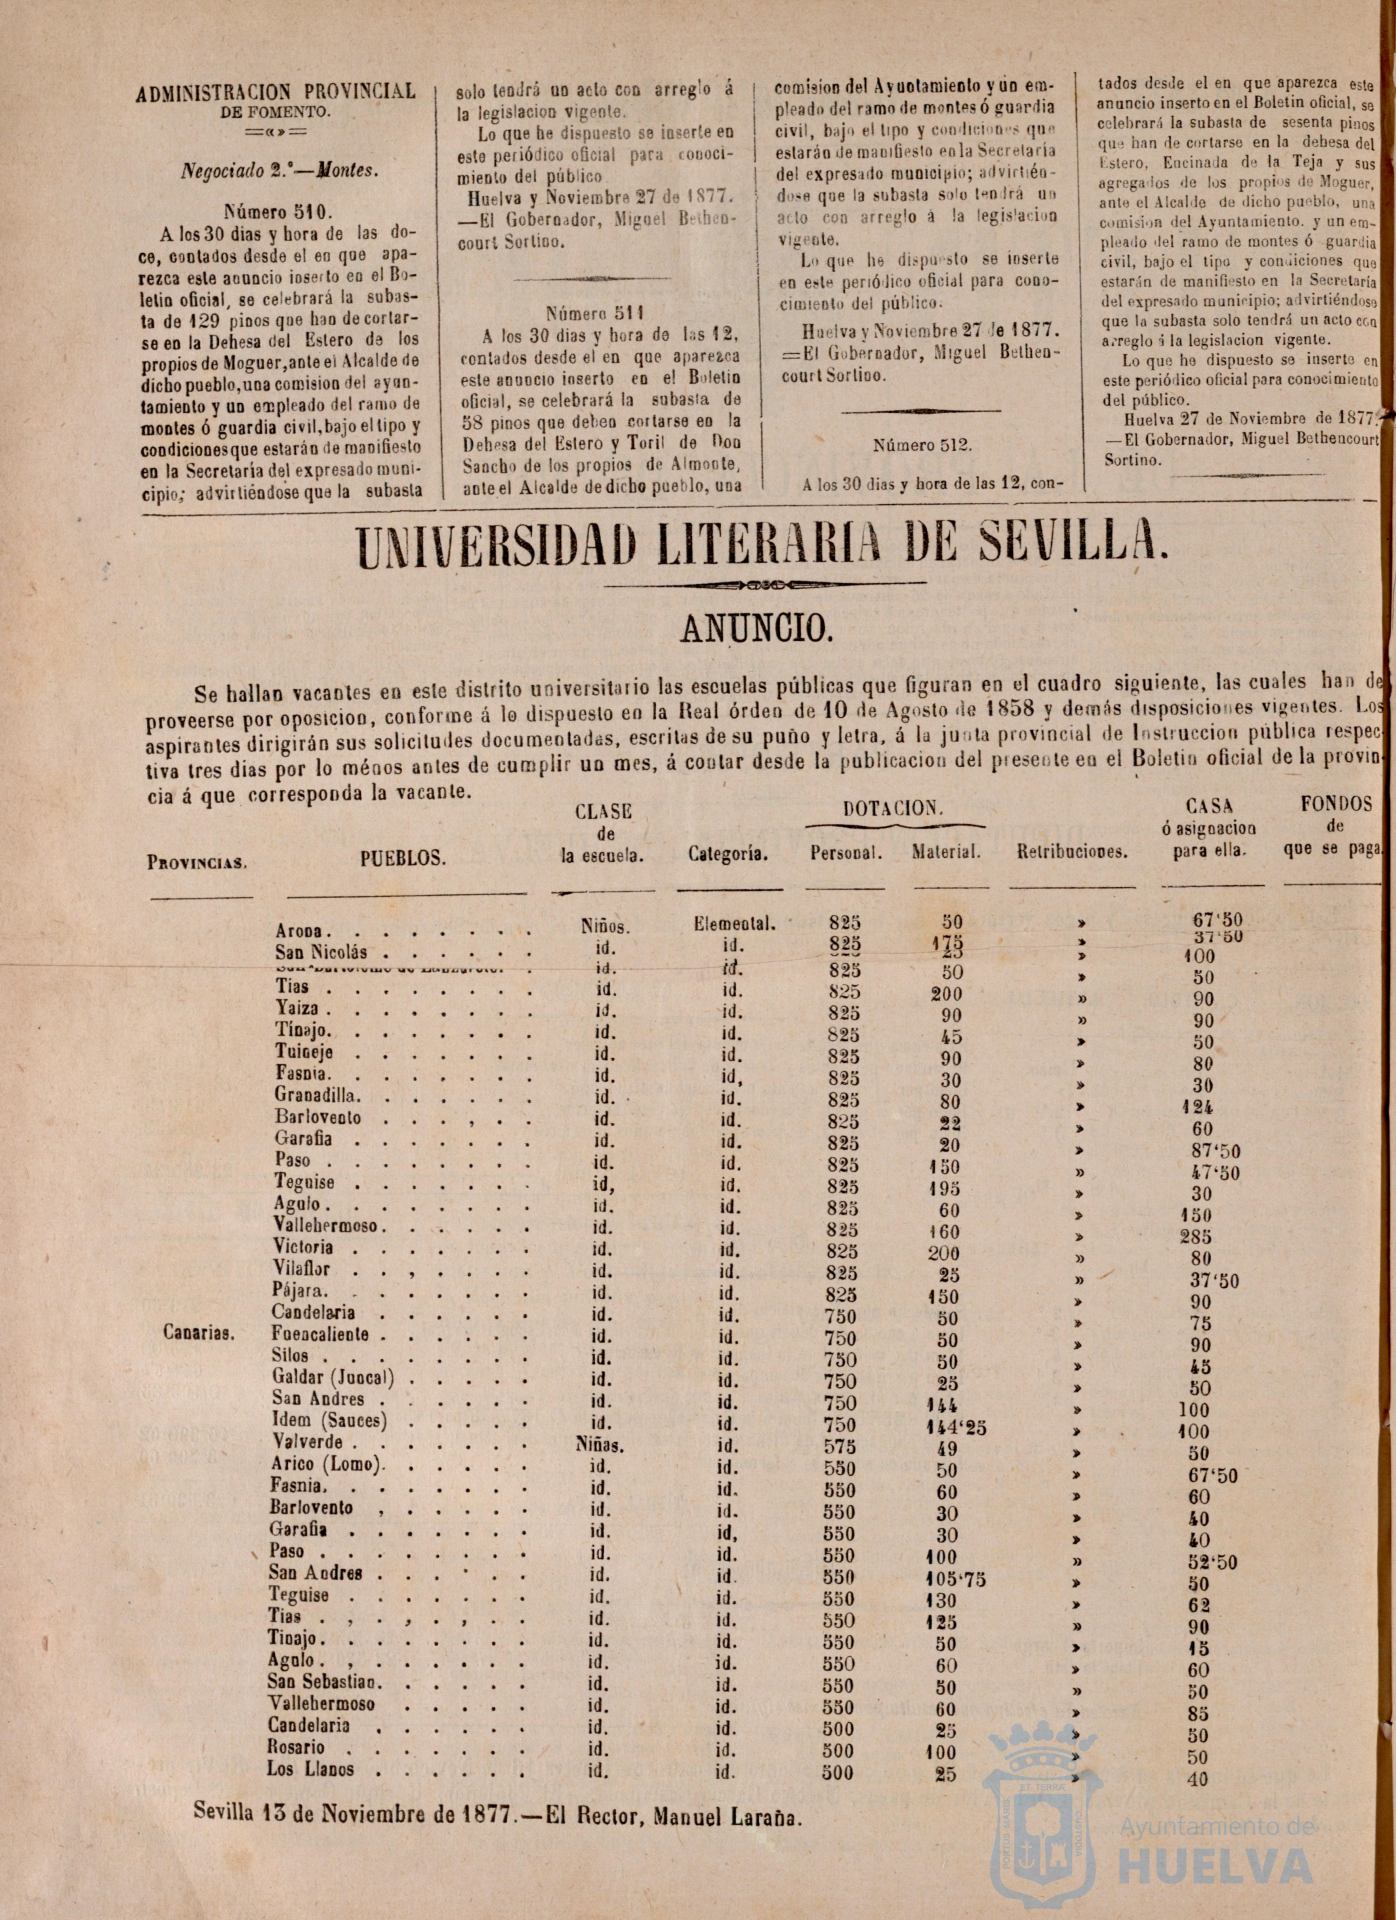 ADMINISTRACION PROVINCIAL
DE FOMENTO.
Negociado 2.º—Montes.
Número 510.
A los 30 dias y hora de las do-
ce, contados desde el en que apa-
rezca este anuncio inserto en el Bo-
letin oficial, se celebrará la subas-
ta de 129 pinos que han de cortar-
se en la Dehesa del Estero de los
propios de Moguer, ante el Alcalde de
dicho pueblo, una comision del ayun-
tamiento y un empleado del ramo de
montes ó guardia civil, bajo el tipo y
condiciones que estarán de manifiesto
en la Secretaría del expresado muni-
cipio; advirtiéndose que la subasta
solo tendrá un acto con arreglo á
la legislacion vigente.
Lo que he dispuesto se inserte en
este periódico oficial para conoci-
miento del público
Huelva y Noviembre 27 de 1877.
—El Gobernador, Miguel Bethen-
court Sortino.
Número 511
A los 30 dias y hora de las 12,
contados desde el en que aparezca
este anuncio inserto en el Boletin
oficial, se celebrará la subasta de
58 pinos que deben cortarse en la
Dehesa del Estero y Toril de Don
Sancho de los propios de Almonte,
ante el Alcalde de dicho pueblo, una
comision del Ayuntamiento y un em-
pleado del ramo de montes ó guardia
civil, bajo el tipo y condiciones que
estarán de manifiesto en la Secretaria
del expresado municipio; advirtién-
dose que la subasta solo tendrá un
acto con arreglo á la legislacion
vigente.
Lo que he dispuesto se inserte
en este periódico oficial para cono-
cimiento del público.
Huelva y Noviembre 27 de 1877.
=El Gobernador, Miguel Bethen-
court Sortino.
Número 512.
A los 30 dias y hora de las 12, con-
tados desde el en que aparezca este
anuncio inserto en el Boletin oficial, se
celebrará la subasta de sesenta pinos
que han de cortarse en la dehesa del
Estero, Encinada de la Teja y sus
agregados de los propios de Moguer,
ante el Alcalde de dicho pueblo, una
comision del Ayuntamiento. y un em-
pleado del ramo de montes ó guardia
civil, bajo el tipo y condiciones que
estarán de manifiesto en la Secretaría
del expresado municipio; advirtiéndose
que la subasta solo tendrá un acto con
arreglo á la legislacion vigente.
Lo que he dispuesto se inserte en
este periódico oficial para conocimiento
del público.
Huelva 27 de Noviembre de 1877.
—El Gobernador, Miguel Bethencourt
Sortino.
UNIVERSIDAD LITERARIA DE SEVILLA.
ANUNCIO.
Se hallan vacantes en este distrito universitario las escuelas públicas que figuran en el cuadro siguiente, las cuales han de
proveerse por oposicion, conforme á lo dispuesto en la Real órden de 10 de Agosto de 1858 y demás disposiciones vigentes. Los
aspirantes dirigirán sus solicitudes documentadas, escritas de su puño y letra, á la junta provincial de Instruccion pública respec-
tiva tres dias por lo ménos antes de cumplir un mes, á contar desde la publicacion del presente en el Boletin oficial de la provin-
cia á que corresponda la vacante.
PROVINCIAS. PUEBLOS. CLASE de la escuela. Categoría. DOTACION. Personal. Material. Retribuciones. CASA ó asignacion para ella. FONDOS de que se paga.
Arona. Niños. Elemental. 825 50 » 67'50
San Nicolás id. id. 825 175 » 37'50
825 25 » 100
San Bartolomé de Lanzarote. id. id. 825 50 » 50
Tias id. id. 825 200 » 90
Yaiza id. id. 825 90 » 90
Tinajo. id. id. 825 45 » 50
Tuineje id. id. 825 90 » 80
Fasnia. id. id, 825 30 » 30
Granadilla. id. id. 825 80 » 124
Barlovento id. id. 825 22 » 60
Garafia id. id. 825 20 » 87'50
Paso id. id. 825 150 » 47'50
Teguise id, id. 825 195 » 30
Agulo id. id. 825 60 » 150
Vallehermoso. id. id. 825 160 » 285
Victoria id. id. 825 200 » 80
Vilaflor id. id. 825 25 » 37'50
Pájara. id. id. 825 150 » 90
Candelaria id. id. 750 50 » 75
Canarias. Fuencaliente id. id. 750 50 » 90
Silos id. id. 750 50 » 45
Galdar (Juncal) id. id. 750 25 » 50
San Andres id. id. 750 144 » 100
Idem (Sauces) id. id. 750 144'25 » 100
Valverde Niñas. id. 575 49 » 50
Arico (Lomo). id. id. 550 50 » 67'50
Fasnia. id. id. 550 60 » 60
Barlovento id. id. 550 30 » 40
Garafia id. id, 550 30 » 40
Paso id. id. 550 100 » 52'50
San Andres id. id. 550 105'75 » 50
Teguise id. id. 550 130 » 62
Tias id. id. 550 125 » 90
Tinajo. id. id. 550 50 » 15
Agulo. id. id. 550 60 » 60
San Sebastian. id. id. 550 50 » 50
Vallehermoso id. id. 550 60 » 85
Candelaria id. id. 500 25 » 50
Rosario id. id. 500 100 » 50
Los Llanos id. id. 500 25 » 40
Sevilla 13 de Noviembre de 1877.—El Rector, Manuel Laraña.
Ayuntamiento de
HUELVA